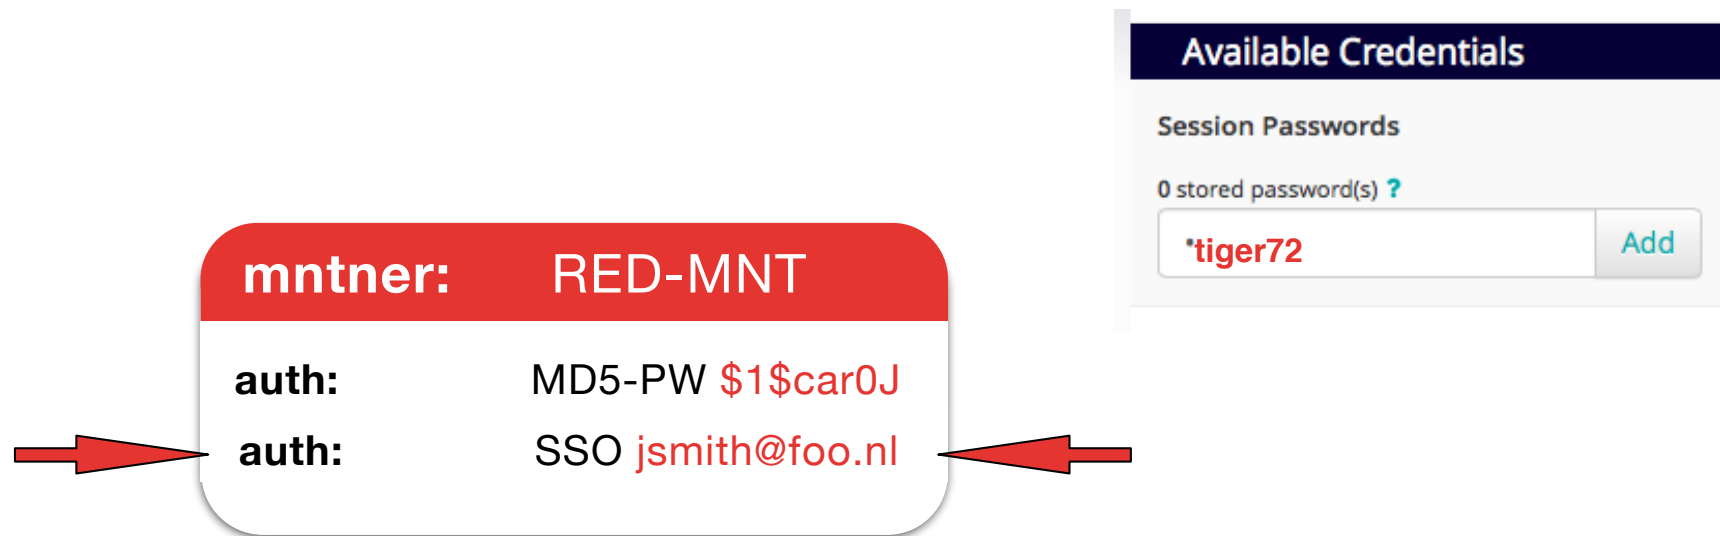 Available Credentials
Session Passwords
0 stored password(s) ?
*tiger72 Add
mntner: RED-MNT
auth: MD5-PW $1$car0J
auth: SSO jsmith@foo.nl